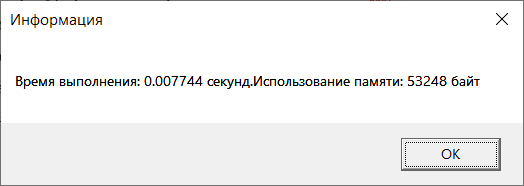 Информация
Время выполнения: 0.007744 секунд.Использование памяти: 53248 байт
OK